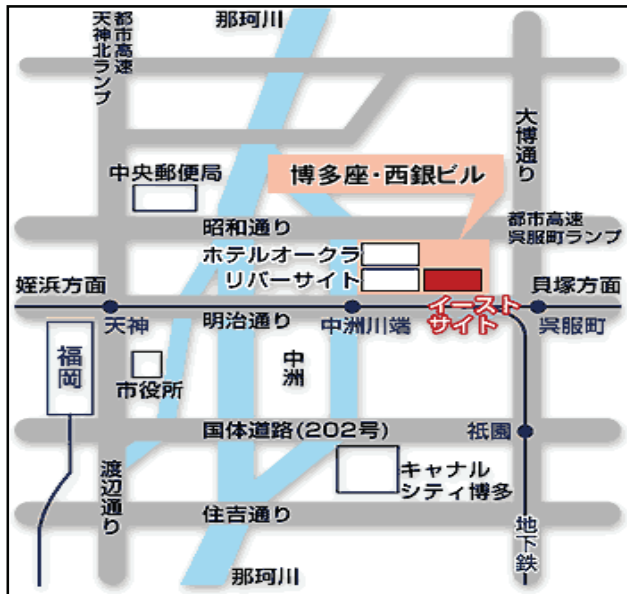 那珂川
都市高速
天神北ランプ
大博通り
中央郵便局
博多座・西銀ビル
昭和通り
都市高速
呉服町ランプ
ホテルオークラ
リバーサイト
姪浜方面
貝塚方面
イースト
サイト
天神
明治通り
中洲川端
呉服町
福岡
市役所
中洲
国体道路(202号)
祇園
キャナル
シティ博多
渡辺通り
住吉通り
地下鉄
那珂川